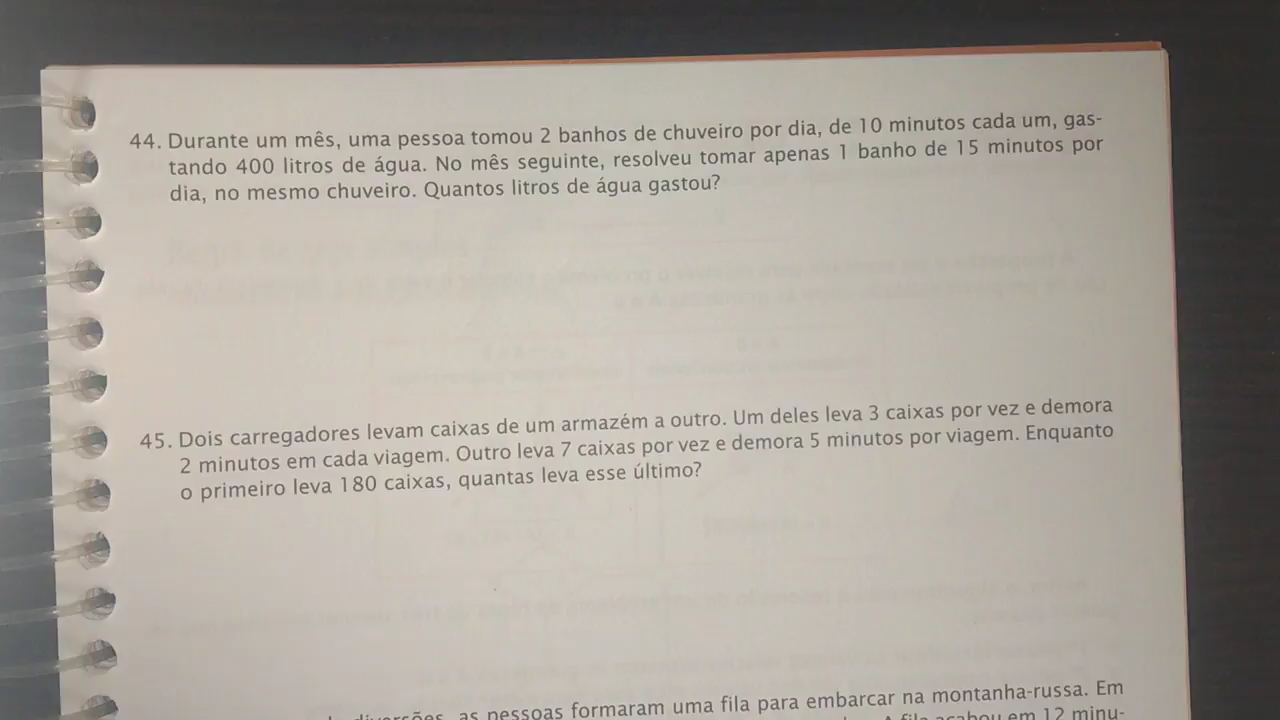 44. Durante um mês, uma pessoa tomou 2 banhos de chuveiro por dia, de 10 minutos cada um, gas-
tando 400 litros de água. No mês seguinte, resolveu tomar apenas 1 banho de 15 minutos por
dia, no mesmo chuveiro. Quantos litros de água gastou?
45. Dois carregadores levam caixas de um armazém a outro. Um deles leva 3 caixas por vez e demora
2 minutos em cada viagem. Outro leva 7 caixas por vez e demora 5 minutos por viagem. Enquanto
o primeiro leva 180 caixas, quantas leva esse último?
as pessoas formaram uma fila para embarcar na montanha-russa. Em
A fila acabou em 12 minu-